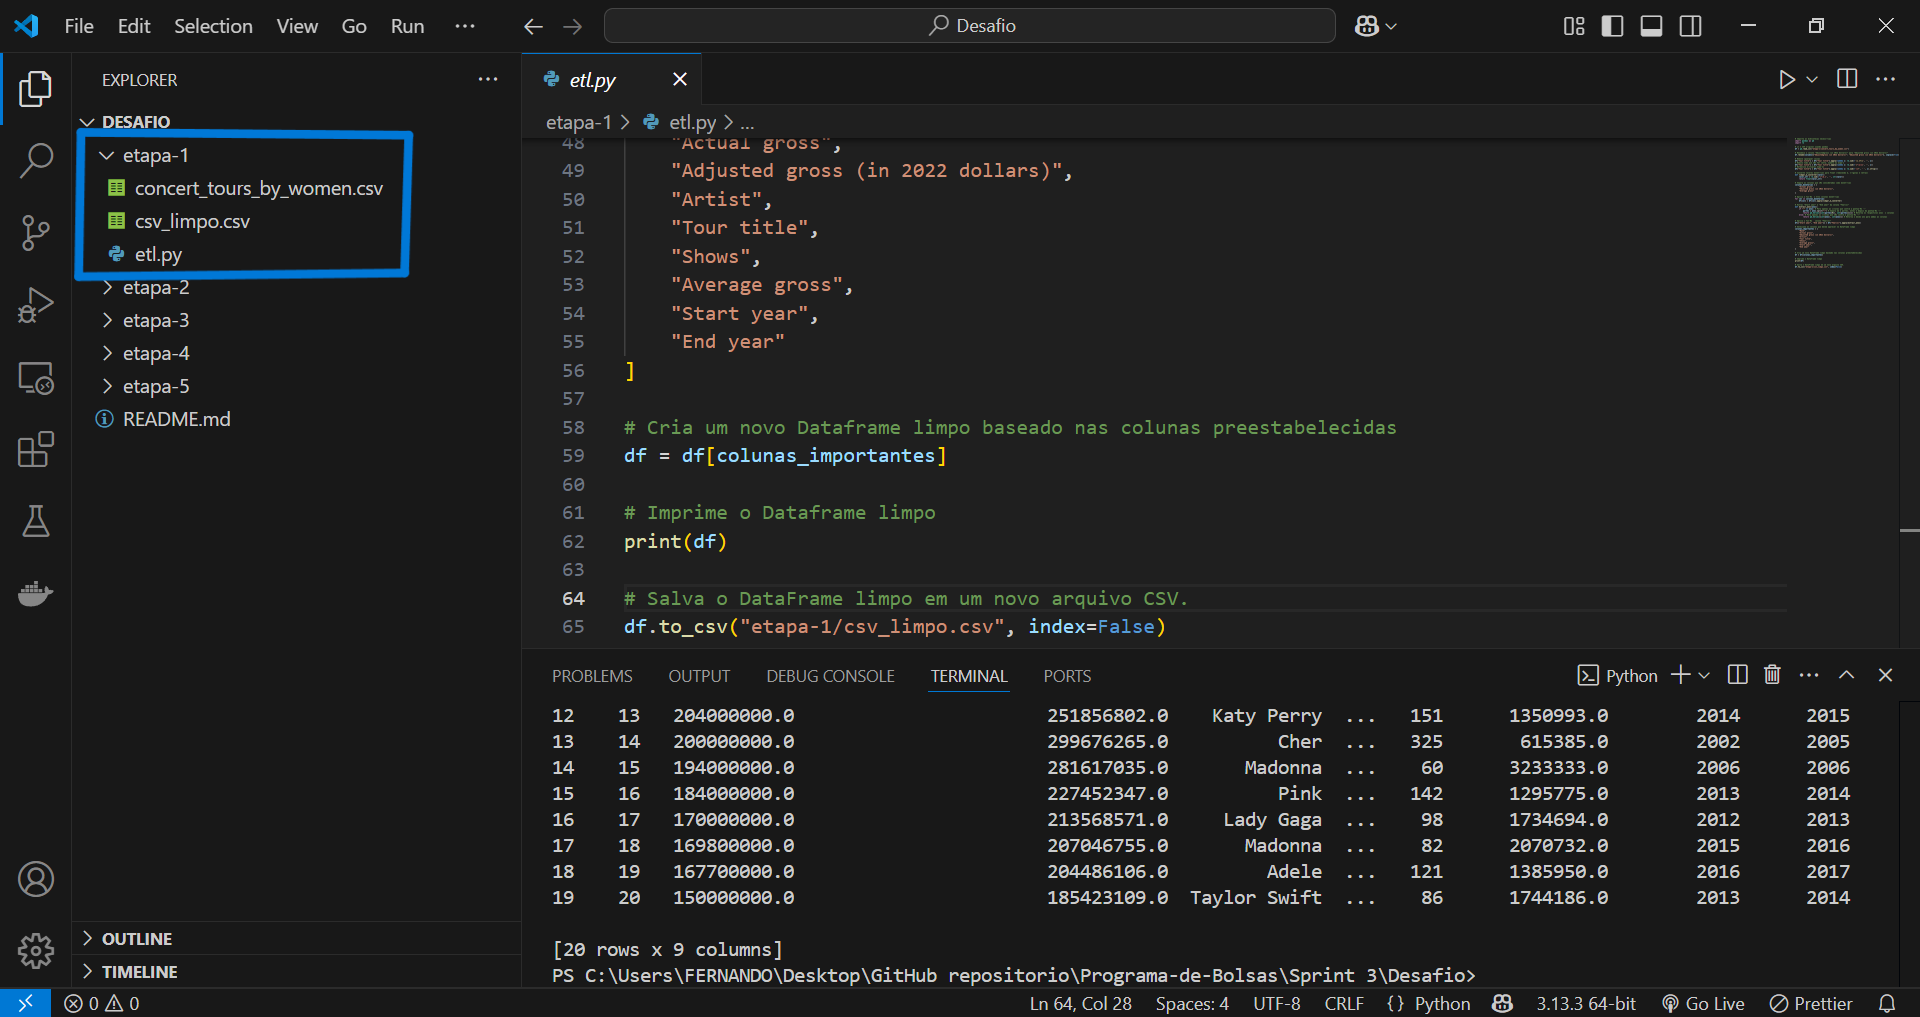 File Edit Selection View Go Run ...
Desafio
EXPLORER
DESAFIO
etapa-1
concert_tours_by_women.csv
csv_limpo.csv
etl.py
etapa-2
etapa-3
etapa-4
etapa-5
README.md
OUTLINE
TIMELINE
etl.py
etapa-1 > etl.py > ...
48 "Actual gross",
49 "Adjusted gross (in 2022 dollars)",
50 "Artist",
51 "Tour title",
52 "Shows",
53 "Average gross",
54 "Start year",
55 "End year"
56 ]
57
58 # Cria um novo Dataframe limpo baseado nas colunas preestabelecidas
59 df = df[colunas_importantes]
60
61 # Imprime o Dataframe limpo
62 print(df)
63
64 # Salva o DataFrame limpo em um novo arquivo CSV.
65 df.to_csv("etapa-1/csv_limpo.csv", index=False)
PROBLEMS OUTPUT DEBUG CONSOLE TERMINAL PORTS
Python
12 13 204000000.0 251856802.0 Katy Perry ... 151 1350993.0 2014 2015
13 14 200000000.0 299676265.0 Cher ... 325 615385.0 2002 2005
14 15 194000000.0 281617035.0 Madonna ... 60 3233333.0 2006 2006
15 16 184000000.0 227452347.0 Pink ... 142 1295775.0 2013 2014
16 17 170000000.0 213568571.0 Lady Gaga ... 98 1734694.0 2012 2013
17 18 169800000.0 207046755.0 Madonna ... 82 2070732.0 2015 2016
18 19 167700000.0 204486106.0 Adele ... 121 1385950.0 2016 2017
19 20 150000000.0 185423109.0 Taylor Swift ... 86 1744186.0 2013 2014
[20 rows x 9 columns]
PS C:\Users\FERNANDO\Desktop\GitHub repositorio\Programa-de-Bolsas\Sprint 3\Desafio>
0 0
Ln 64, Col 28 Spaces: 4 UTF-8 CRLF {} Python 3.13.3 64-bit Go Live Prettier